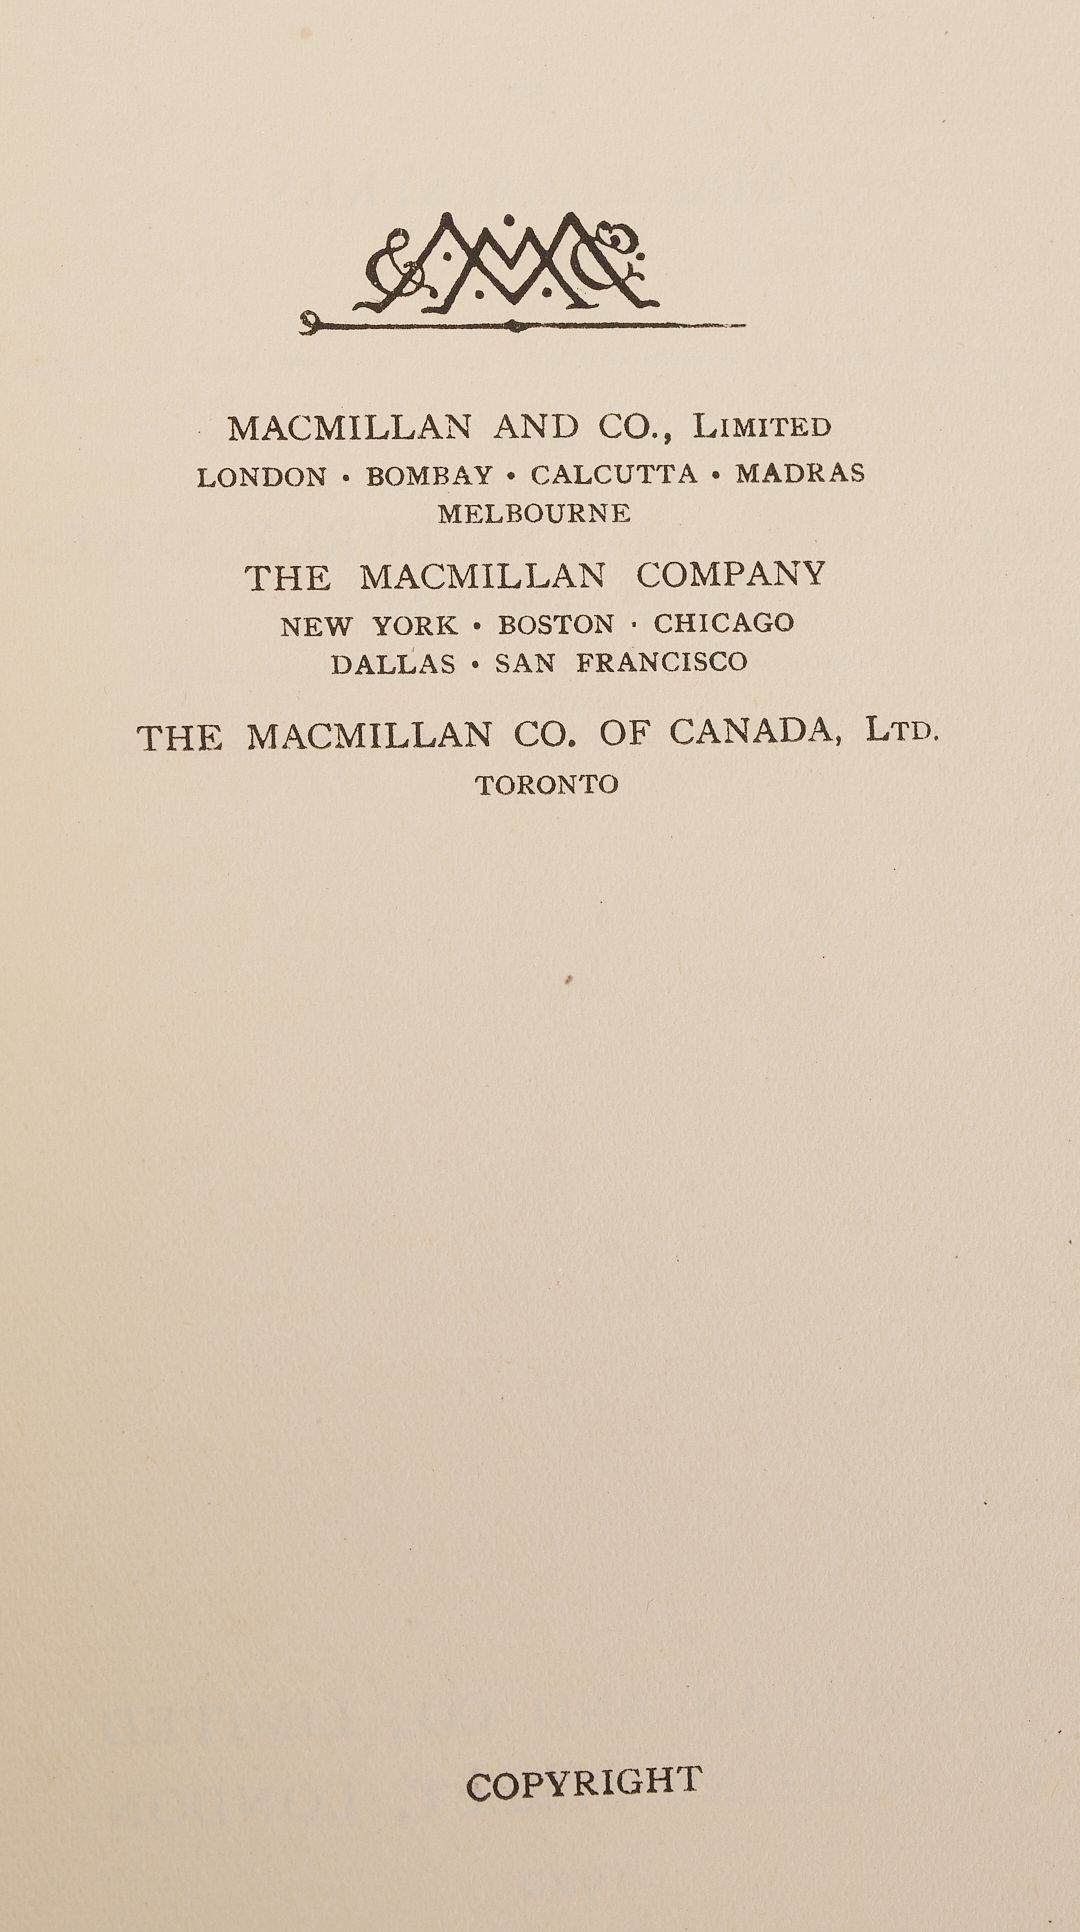 MACMILLAN AND CO., LIMITED
LONDON • BOMBAY • CALCUTTA • MADRAS
MELBOURNE
THE MACMILLAN COMPANY
NEW YORK • BOSTON • CHICAGO
DALLAS • SAN FRANCISCO
THE MACMILLAN CO. OF CANADA, LTD.
TORONTO
COPYRIGHT